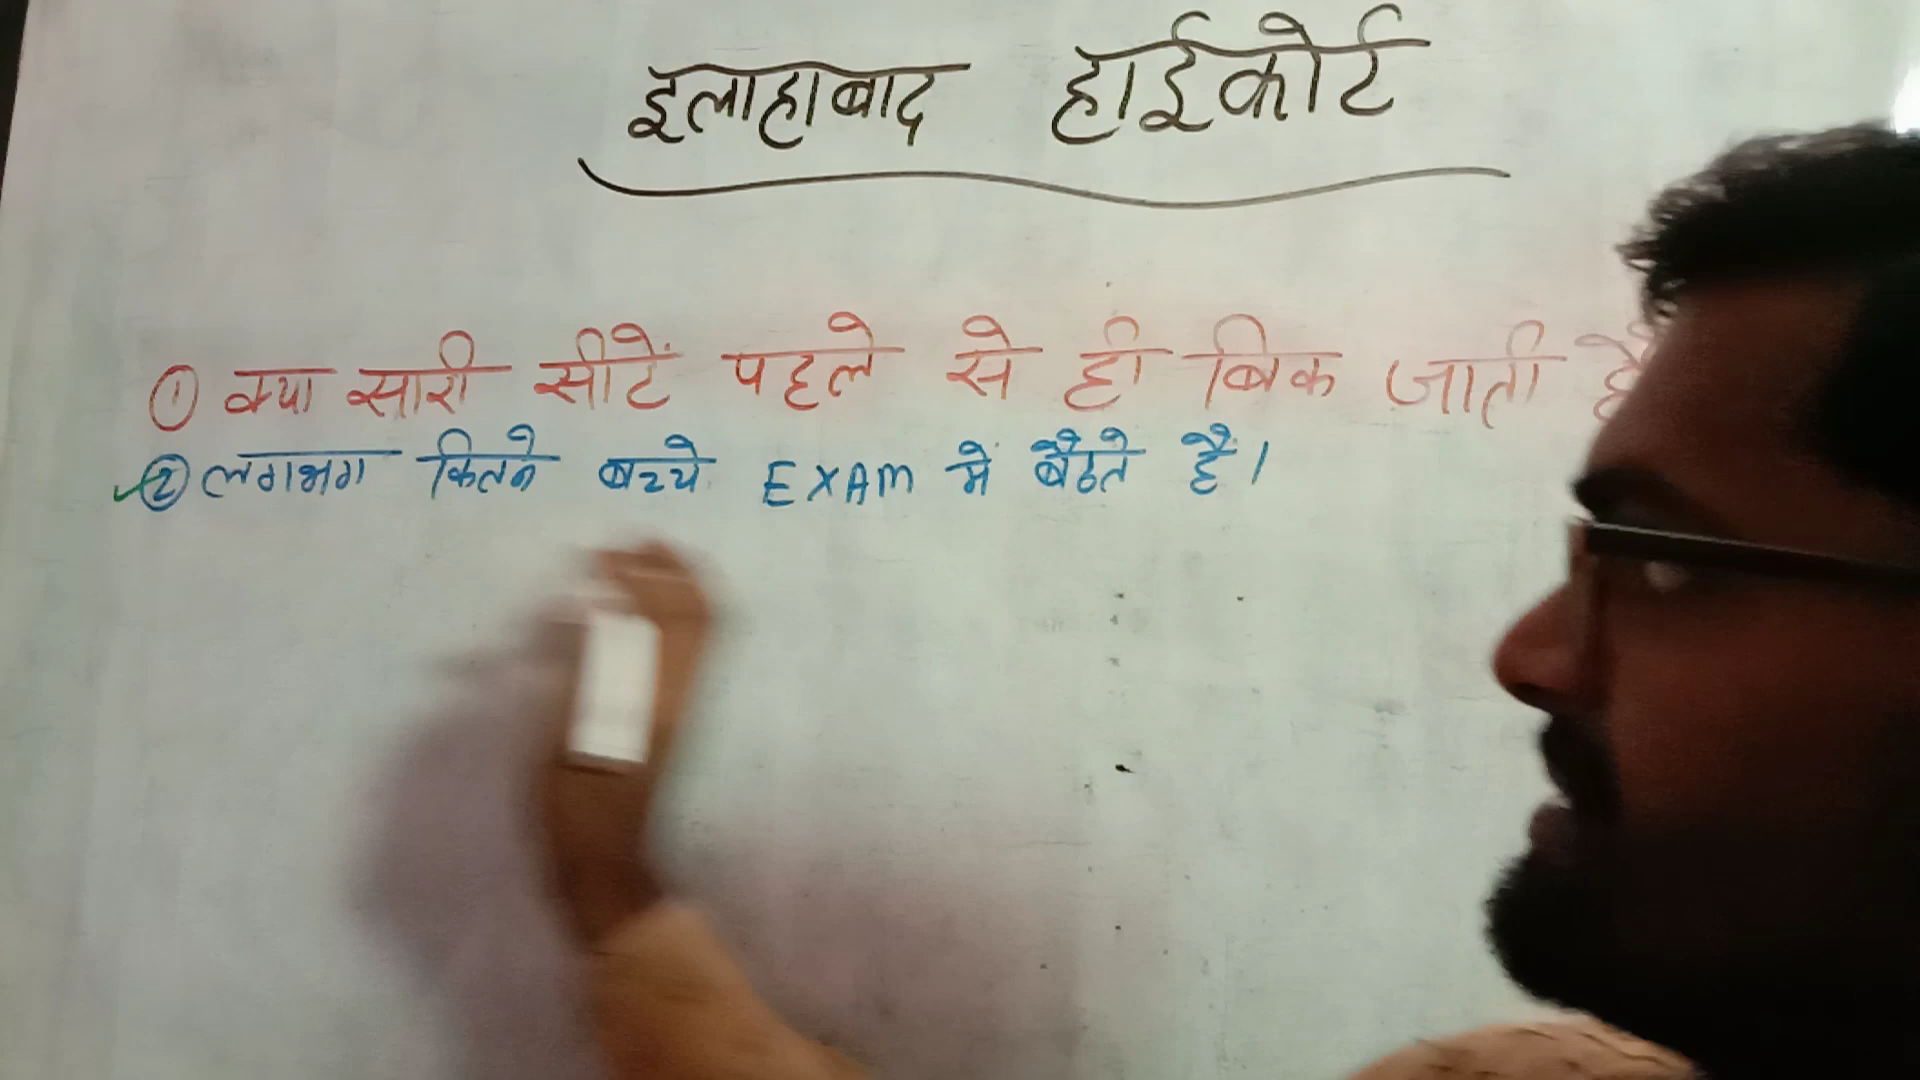 इलाहाबाद हाईकोर्ट
① क्या सारी सीटें पहले से ही बिक जाती है
② लगभग कितने बच्चे EXAM में बैठते है।